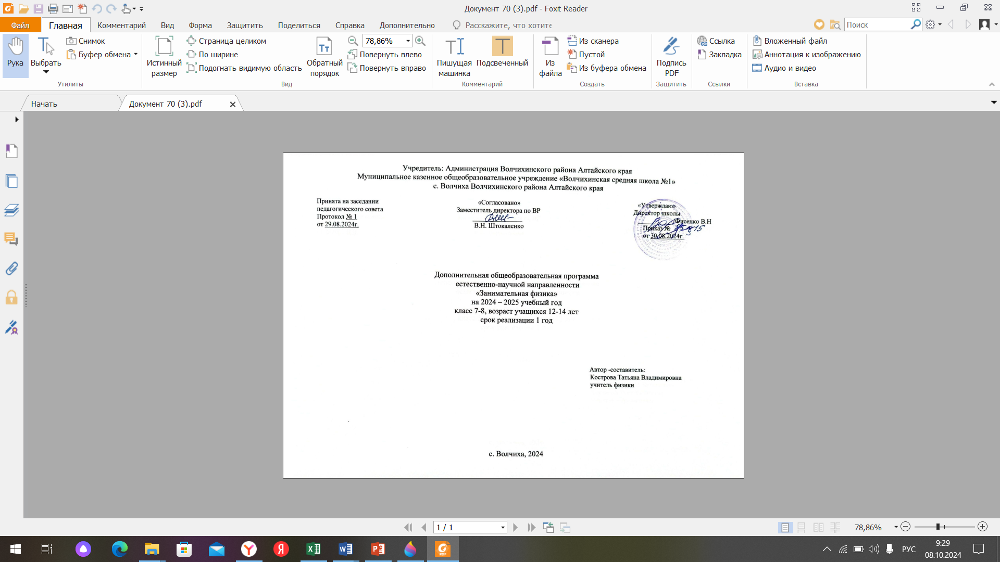 Документ 70 (3).pdf - Foxit Reader
Файл Главная Комментарий Вид Форма Защитить Поделиться Справка Дополнительно Расскажите, что хотите Поиск
Рука
Выбрать
Снимок
Буфер обмена
Утилиты
Истинный размер
Страница целиком
По ширине
Подогнать видимую область
Обратный порядок
78,86%
Повернуть влево
Повернуть вправо
Вид
Пишущая машинка
Подсвеченный
Комментарий
Из файла
Из сканера
Пустой
Из буфера обмена
Создать
Подпись PDF
Защитить
Ссылка
Закладка
Ссылки
Вложенный файл
Аннотация к изображению
Аудио и видео
Вставка
Начать
Документ 70 (3).pdf
Учредитель: Администрация Волчихинского района Алтайского края
Муниципальное казенное общеобразовательное учреждение «Волчихинская средняя школа №1»
с. Волчиха Волчихинского района Алтайского края
Принята на заседании
педагогического совета
Протокол № 1
от 29.08.2024г.
«Согласовано»
Заместитель директора по ВР
В.Н. Штокаленко
«Утверждаю»
Директор школы
Фисенко В.Н
Приказ №
от 30.08.2024г.
Дополнительная общеобразовательная программа
естественно-научной направленности
«Занимательная физика»
на 2024 – 2025 учебный год
класс 7-8, возраст учащихся 12-14 лет
срок реализации 1 год
Автор -составитель:
Кострова Татьяна Владимировна
учитель физики
с. Волчиха, 2024
1 / 1
78,86%
РУС
9:29
08.10.2024